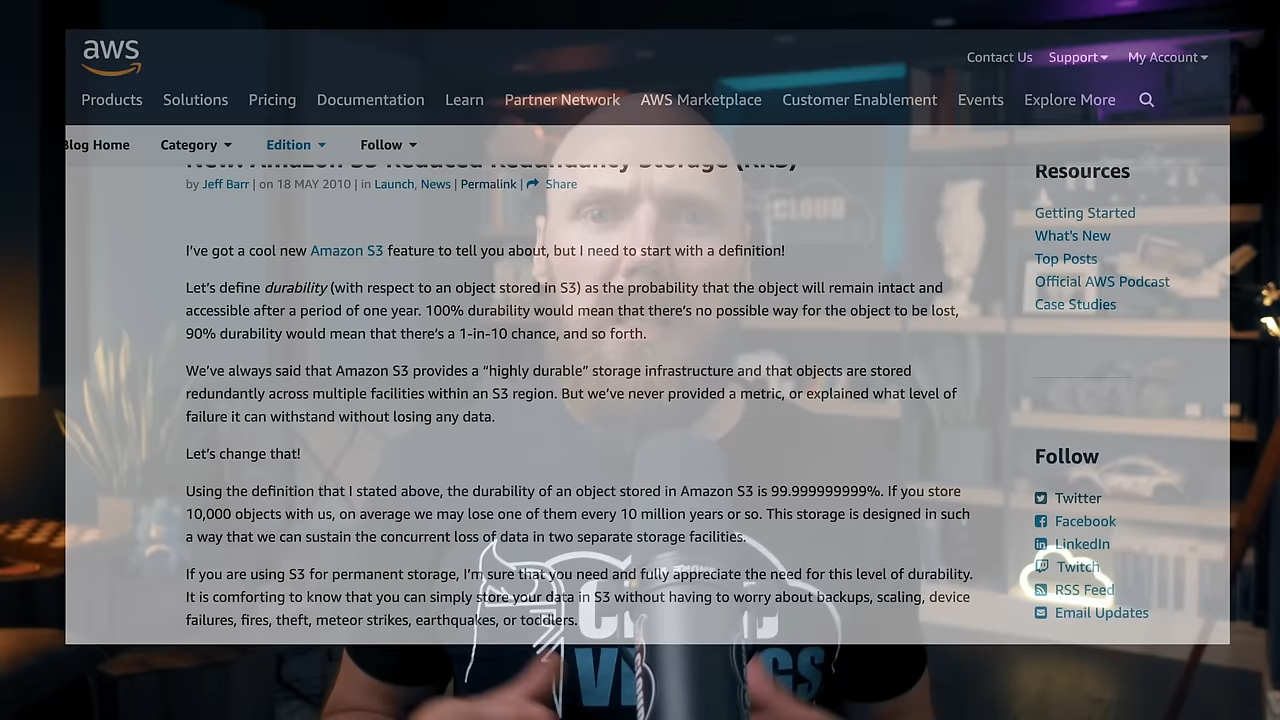 aws
Contact Us Support My Account
Products Solutions Pricing Documentation Learn Partner Network AWS Marketplace Customer Enablement Events Explore More
Blog Home Category Edition Follow
New: Amazon S3 Reduced Redundancy Storage (RRS)
by Jeff Barr | on 18 MAY 2010 | in Launch, News | Permalink | Share
I've got a cool new Amazon S3 feature to tell you about, but I need to start with a definition!
Let's define durability (with respect to an object stored in S3) as the probability that the object will remain intact and
accessible after a period of one year. 100% durability would mean that there's no possible way for the object to be lost,
90% durability would mean that there's a 1-in-10 chance, and so forth.
We've always said that Amazon S3 provides a “highly durable” storage infrastructure and that objects are stored
redundantly across multiple facilities within an S3 region. But we've never provided a metric, or explained what level of
failure it can withstand without losing any data.
Let's change that!
Using the definition that I stated above, the durability of an object stored in Amazon S3 is 99.999999999%. If you store
10,000 objects with us, on average we may lose one of them every 10 million years or so. This storage is designed in such
a way that we can sustain the concurrent loss of data in two separate storage facilities.
If you are using S3 for permanent storage, I'm sure that you need and fully appreciate the need for this level of durability.
It is comforting to know that you can simply store your data in S3 without having to worry about backups, scaling, device
failures, fires, theft, meteor strikes, earthquakes, or toddlers.
Resources
Getting Started
What's New
Top Posts
Official AWS Podcast
Case Studies
Follow
Twitter
Facebook
LinkedIn
Twitch
RSS Feed
Email Updates
CLOUD